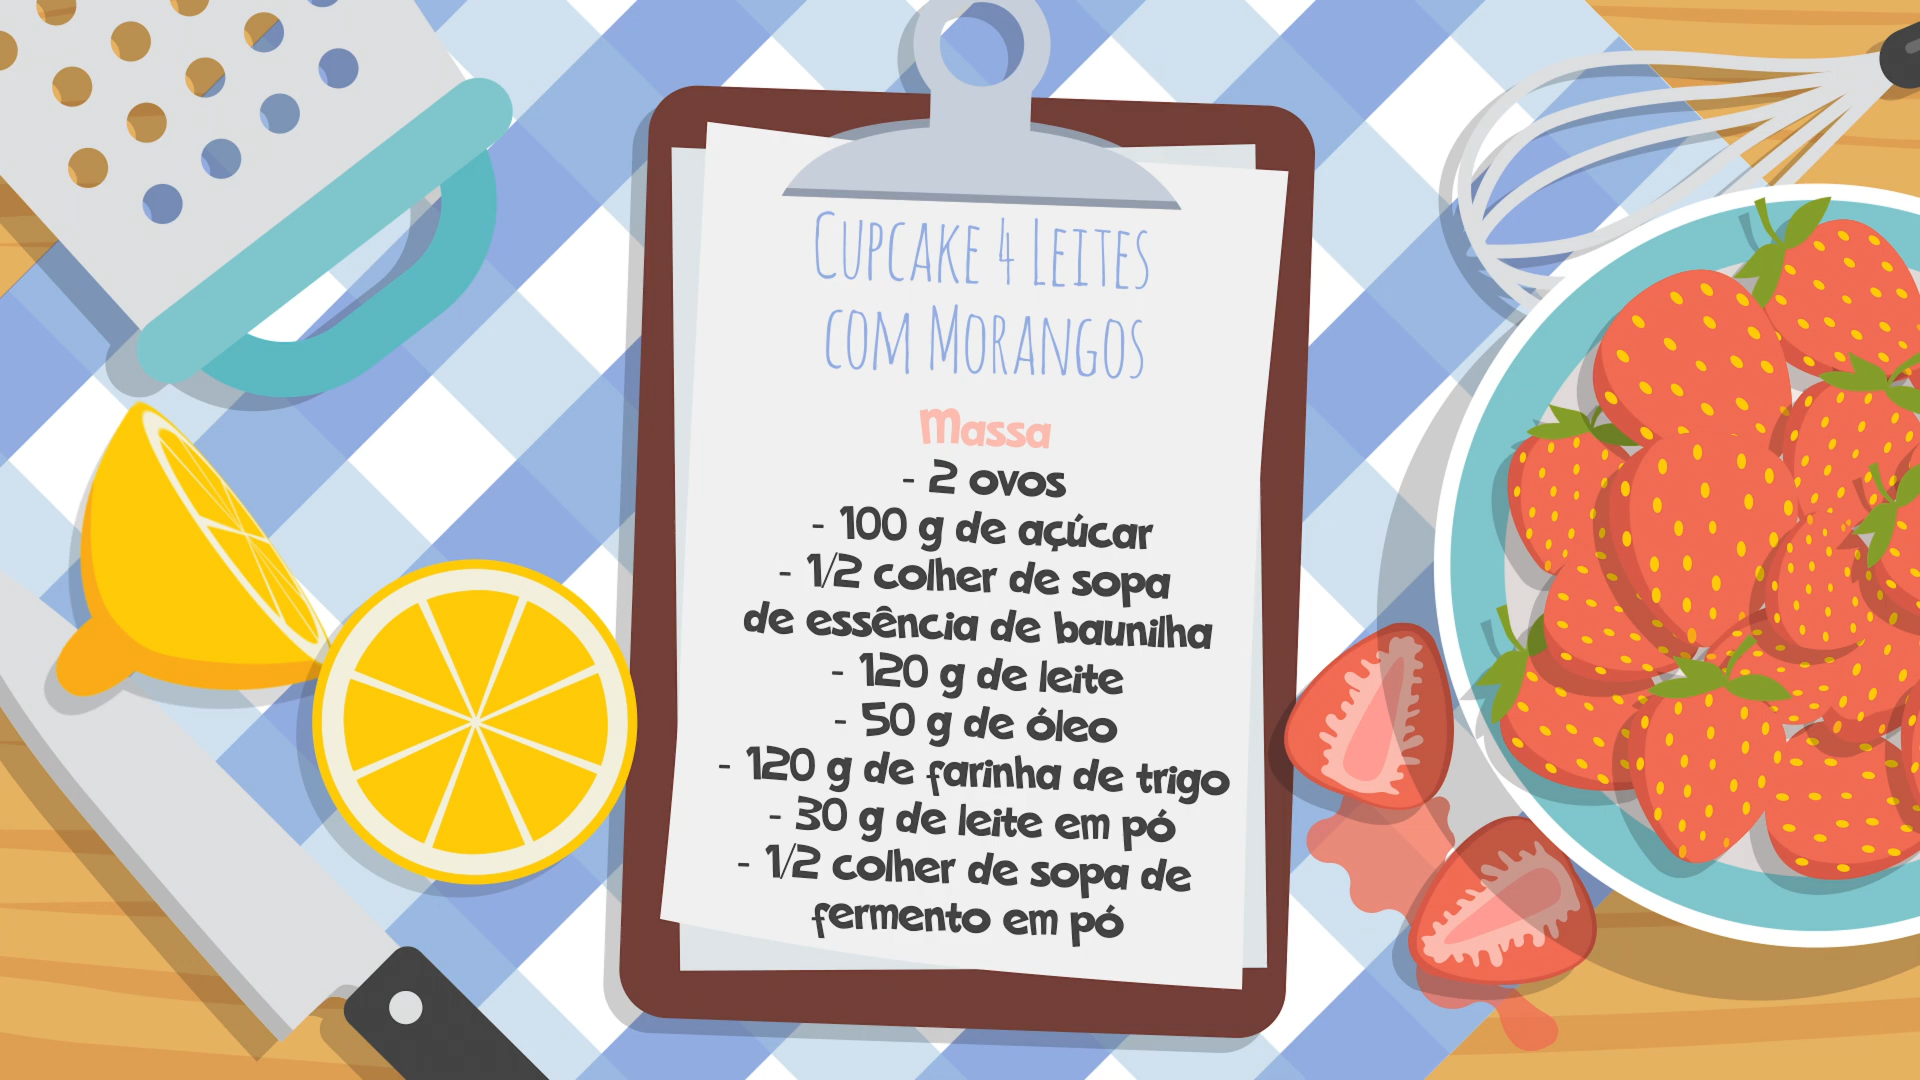 Cupcake 4 Leites
com Morangos
Massa
- 2 ovos
- 100 g de açúcar
- 1/2 colher de sopa
de essência de baunilha
- 120 g de leite
- 50 g de óleo
- 120 g de farinha de trigo
- 30 g de leite em pó
- 1/2 colher de sopa de
fermento em pó